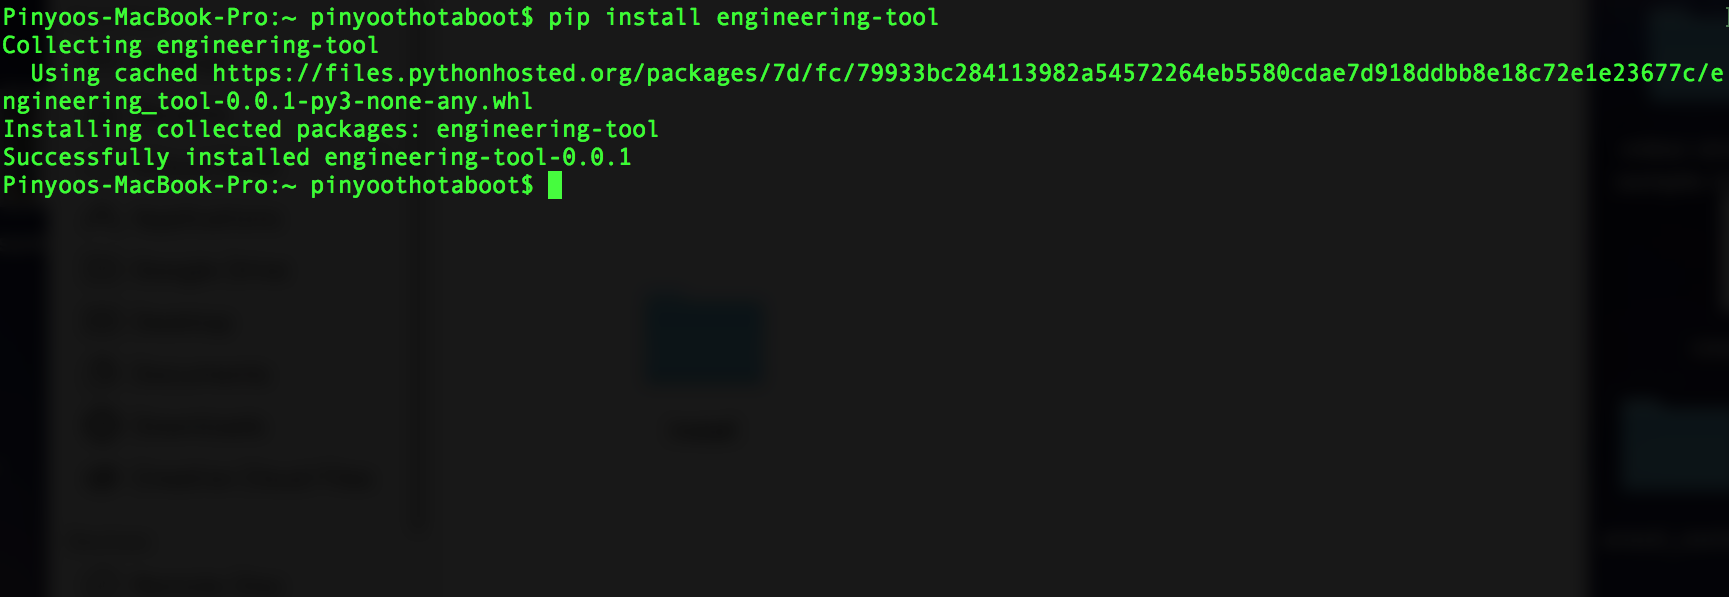 Pinyoos-MacBook-Pro:~ pinyoothotaboot$ pip install engineering-tool
Collecting engineering-tool
  Using cached https://files.pythonhosted.org/packages/7d/fc/79933bc284113982a54572264eb5580cdae7d918ddbb8e18c72e1e23677c/e
ngineering_tool-0.0.1-py3-none-any.whl
Installing collected packages: engineering-tool
Successfully installed engineering-tool-0.0.1
Pinyoos-MacBook-Pro:~ pinyoothotaboot$